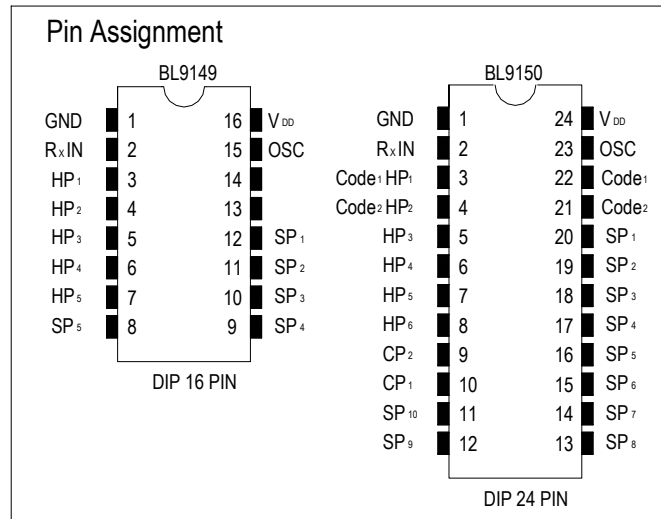 Pin Assignment
BL9149
GND 1 16 VDD
RxIN 2 15 OSC
HP1 3 14
HP2 4 13
HP3 5 12 SP1
HP4 6 11 SP2
HP5 7 10 SP3
SP5 8 9 SP4
DIP 16 PIN
BL9150
GND 1 24 VDD
RxIN 2 23 OSC
Code1 HP1 3 22 Code1
Code2 HP2 4 21 Code2
HP3 5 20 SP1
HP4 6 19 SP2
HP5 7 18 SP3
HP6 8 17 SP4
CP2 9 16 SP5
CP1 10 15 SP6
SP10 11 14 SP7
SP9 12 13 SP8
DIP 24 PIN